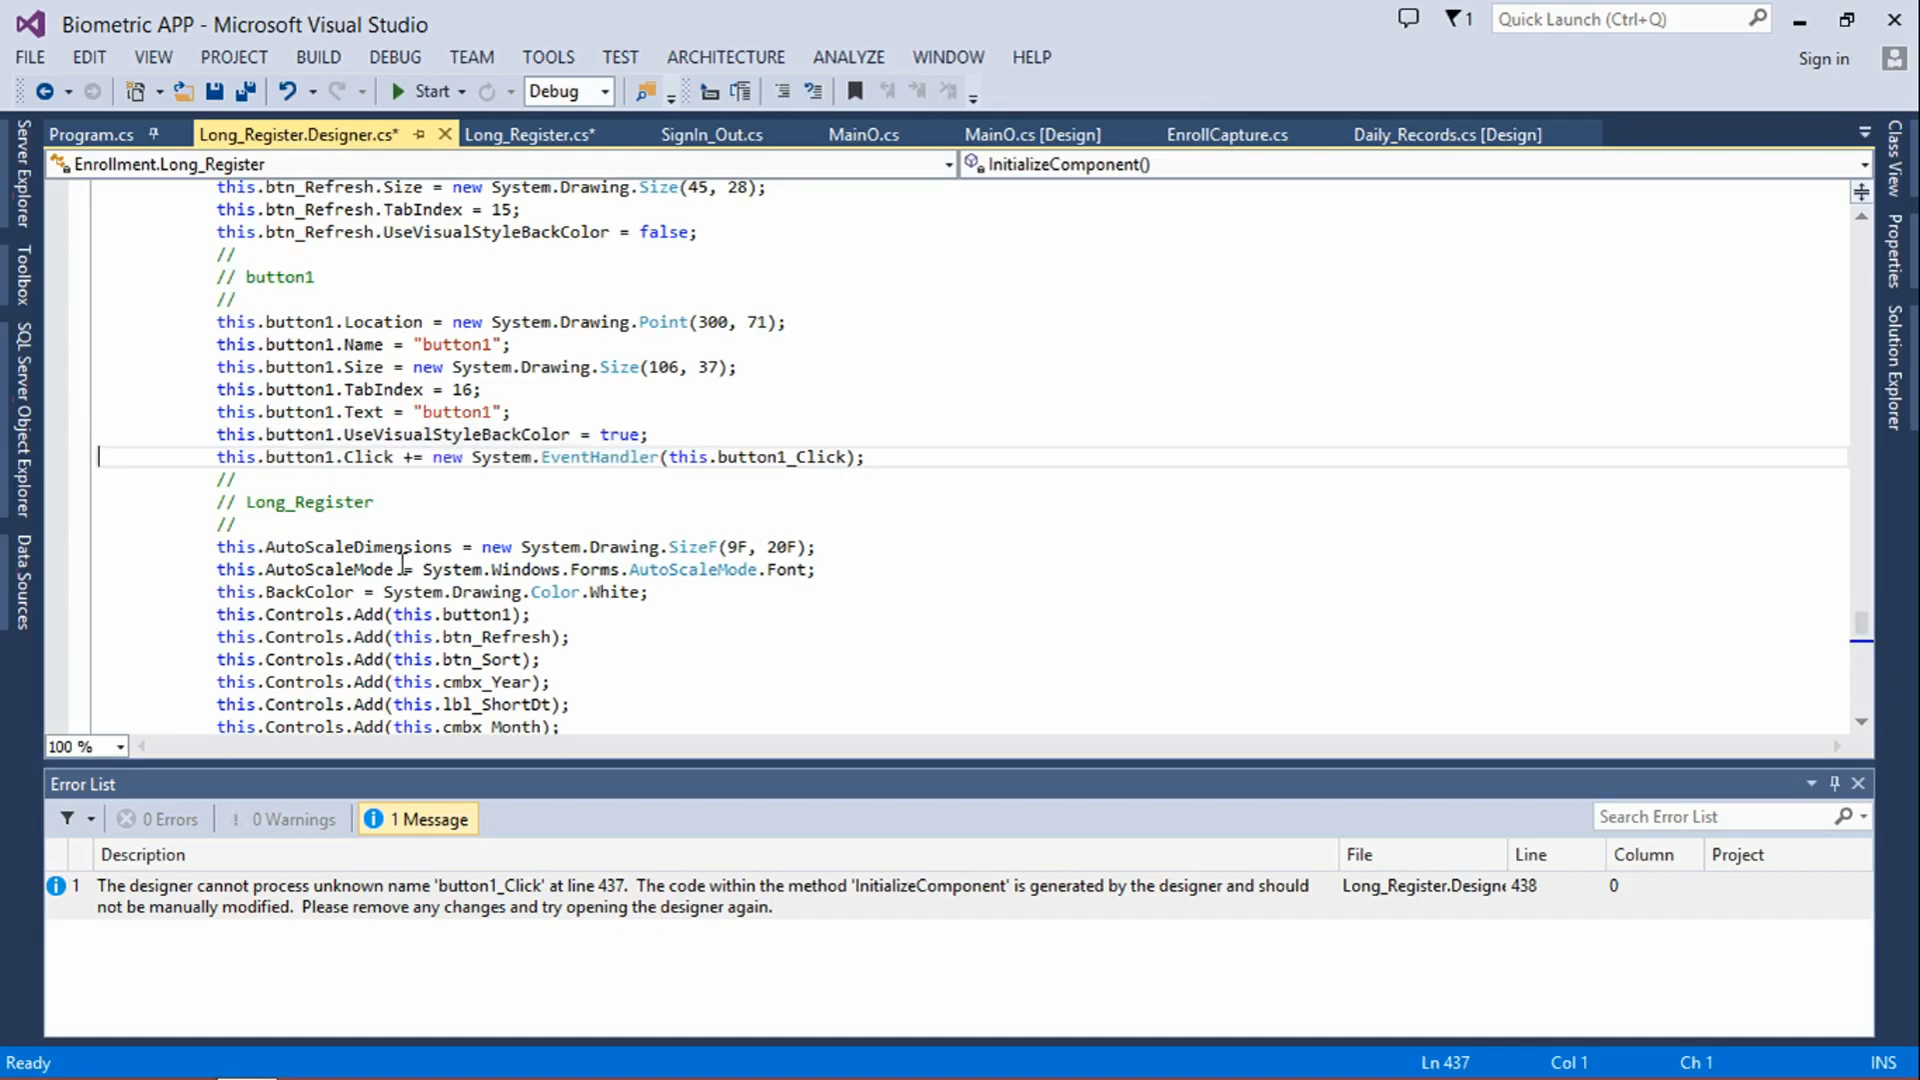 Biometric APP - Microsoft Visual Studio
1
Quick Launch (Ctrl+Q)
FILE EDIT VIEW PROJECT BUILD DEBUG TEAM TOOLS TEST ARCHITECTURE ANALYZE WINDOW HELP
Sign in
Start
Debug
Program.cs
Long_Register.Designer.cs*
Long_Register.cs*
SignIn_Out.cs
MainO.cs
MainO.cs [Design]
EnrollCapture.cs
Daily_Records.cs [Design]
Enrollment.Long_Register
InitializeComponent()
Server Explorer
Toolbox
SQL Server Object Explorer
Data Sources
Class View
Properties
Solution Explorer
this.btn_Refresh.Size = new System.Drawing.Size(45, 28);
this.btn_Refresh.TabIndex = 15;
this.btn_Refresh.UseVisualStyleBackColor = false;
//
// button1
//
this.button1.Location = new System.Drawing.Point(300, 71);
this.button1.Name = "button1";
this.button1.Size = new System.Drawing.Size(106, 37);
this.button1.TabIndex = 16;
this.button1.Text = "button1";
this.button1.UseVisualStyleBackColor = true;
this.button1.Click += new System.EventHandler(this.button1_Click);
//
// Long_Register
//
this.AutoScaleDimensions = new System.Drawing.SizeF(9F, 20F);
this.AutoScaleMode = System.Windows.Forms.AutoScaleMode.Font;
this.BackColor = System.Drawing.Color.White;
this.Controls.Add(this.button1);
this.Controls.Add(this.btn_Refresh);
this.Controls.Add(this.btn_Sort);
this.Controls.Add(this.cmbx_Year);
this.Controls.Add(this.lbl_ShortDt);
this.Controls.Add(this.cmbx_Month);
100 %
Error List
0 Errors
0 Warnings
1 Message
Search Error List
Description
File
Line
Column
Project
1 The designer cannot process unknown name 'button1_Click' at line 437. The code within the method 'InitializeComponent' is generated by the designer and should
not be manually modified. Please remove any changes and try opening the designer again.
Long_Register.Designe
438
0
Ready
Ln 437
Col 1
Ch 1
INS